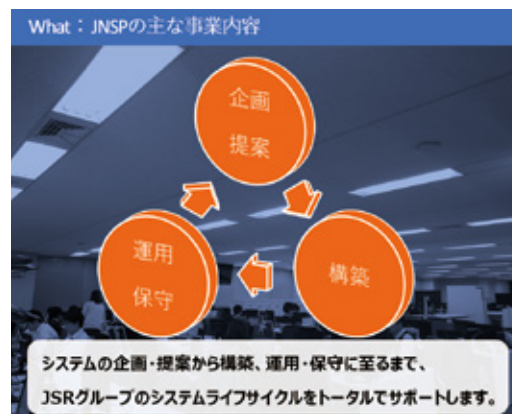 What：JNSPの主な事業内容
企画
提案
構築
運用
保守
システムの企画・提案から構築、運用・保守に至るまで、
JSRグループのシステムライフサイクルをトータルでサポートします。